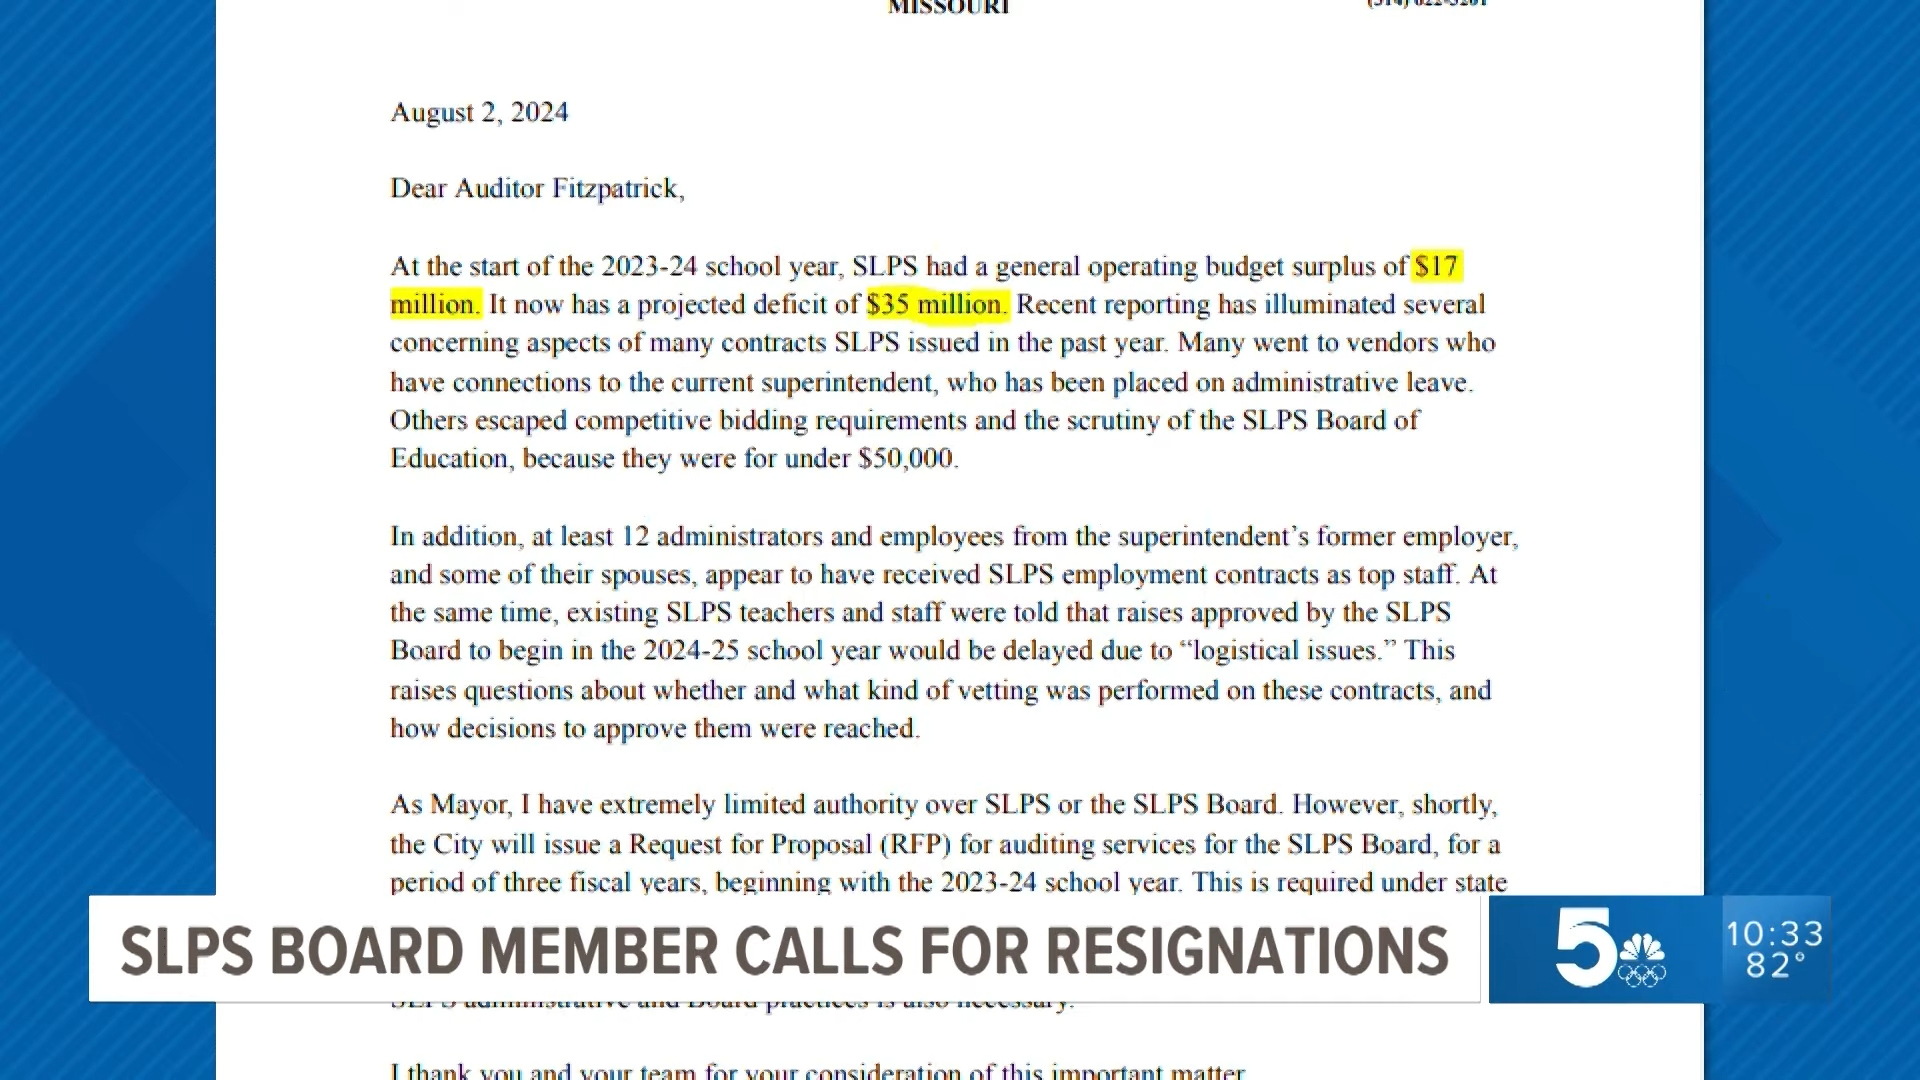 MISSOURI
August 2, 2024
Dear Auditor Fitzpatrick,
At the start of the 2023-24 school year, SLPS had a general operating budget surplus of $17
million. It now has a projected deficit of $35 million. Recent reporting has illuminated several
concerning aspects of many contracts SLPS issued in the past year. Many went to vendors who
have connections to the current superintendent, who has been placed on administrative leave.
Others escaped competitive bidding requirements and the scrutiny of the SLPS Board of
Education, because they were for under $50,000.
In addition, at least 12 administrators and employees from the superintendent’s former employer,
and some of their spouses, appear to have received SLPS employment contracts as top staff. At
the same time, existing SLPS teachers and staff were told that raises approved by the SLPS
Board to begin in the 2024-25 school year would be delayed due to “logistical issues.” This
raises questions about whether and what kind of vetting was performed on these contracts, and
how decisions to approve them were reached.
As Mayor, I have extremely limited authority over SLPS or the SLPS Board. However, shortly,
the City will issue a Request for Proposal (RFP) for auditing services for the SLPS Board, for a
period of three fiscal years, beginning with the 2023-24 school year. This is required under state
SLPS BOARD MEMBER CALLS FOR RESIGNATIONS
5
10:33
82°
SLPS administrative and Board practices is also necessary.
I thank you and your team for your consideration of this important matter